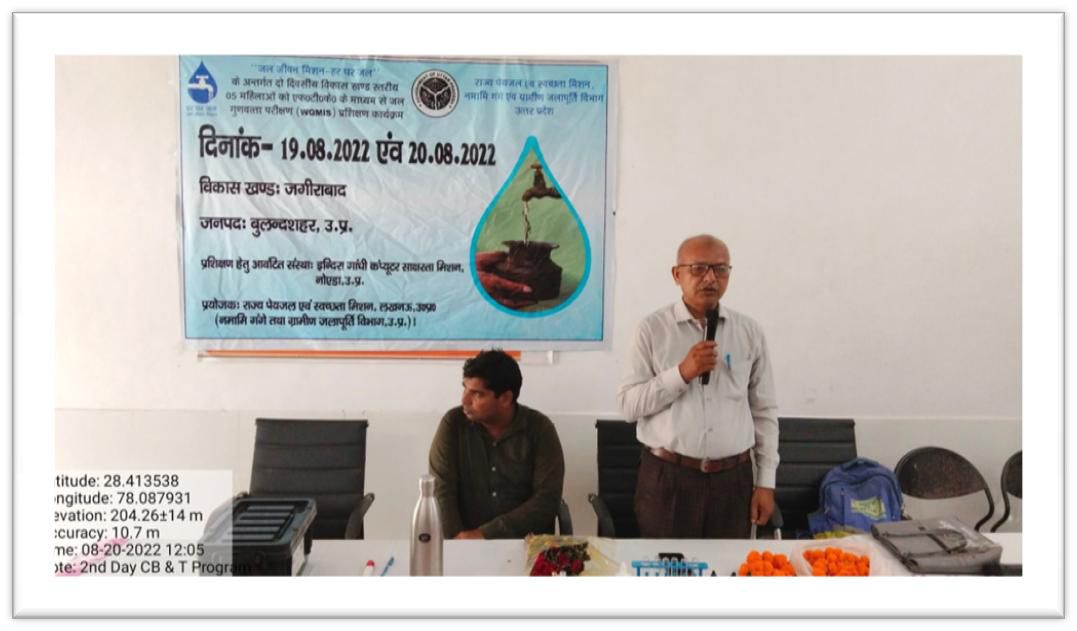 "जल जीवन मिशन-हर घर जल"
के अन्तर्गत दो दिवसीय विकास खण्ड स्तरीय
05 महिलाओं को एफ०टी०के० के माध्यम से जल
गुणवत्ता परीक्षण (WQMIS) प्रशिक्षण कार्यक्रम
राज्य पेयजल एवं स्वच्छता मिशन,
नमामि गंगे एवं ग्रामीण जलापूर्ति विभाग
उत्तर प्रदेश
दिनांक- 19.08.2022 एंव 20.08.2022
विकास खण्डः जगीराबाद
जनपदः बुलन्दशहर, उ.प्र.
प्रशिक्षण हेतु आवंटित संस्थाः इन्दिरा गांधी कंप्यूटर साक्षरता मिशन,
नोएडा,उ.प्र.
प्रयोजकः राज्य पेयजल एवं स्वच्छता मिशन, लखनऊ,उ०प्र०
(नमामि गंगे तथा ग्रामीण जलापूर्ति विभाग,उ.प्र.)।
titude: 28.413538
ongitude: 78.087931
evation: 204.26±14 m
ccuracy: 10.7 m
me: 08-20-2022 12:05
ote: 2nd Day CB & T Program